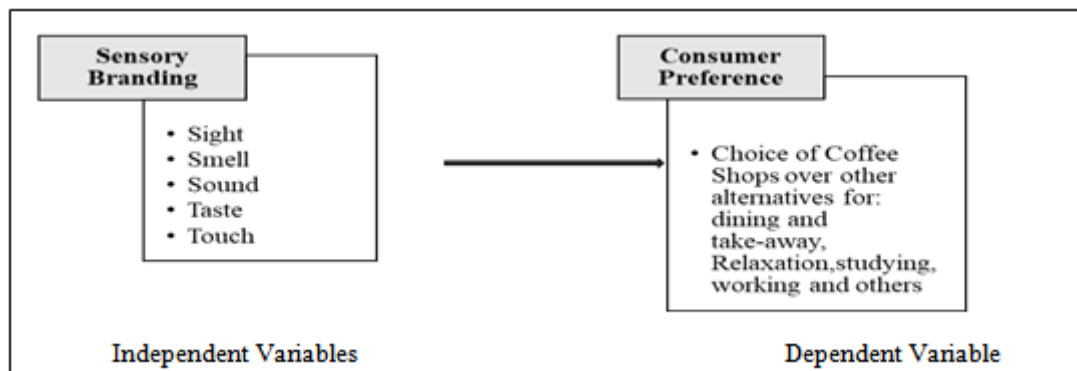 Sensory
Branding
• Sight
• Smell
• Sound
• Taste
• Touch
Consumer
Preference
• Choice of Coffee
Shops over other
alternatives for:
dining and
take-away,
Relaxation,studying,
working and others
Independent Variables
Dependent Variable